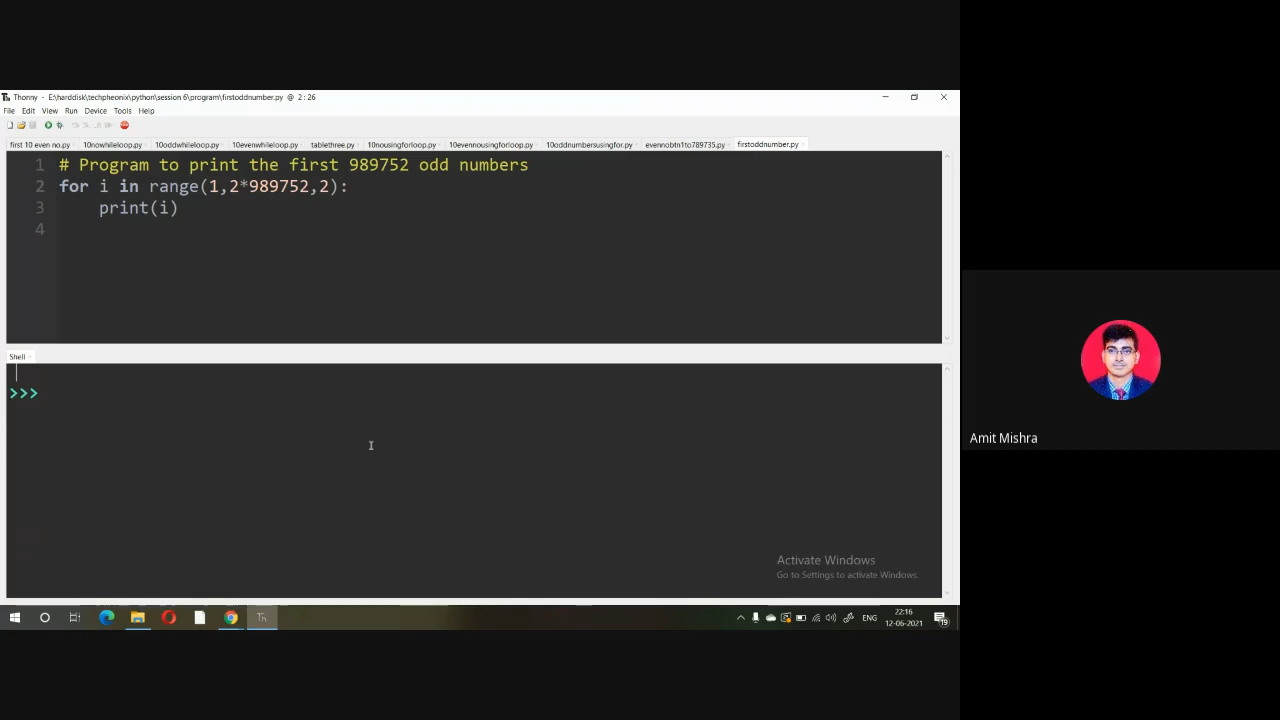 Th Thonny - E:\harddisk\techpheonix\python\session 6\program\firstoddnumber.py @ 2 : 26
File Edit View Run Device Tools Help
first 10 even no.py 10nowhileloop.py 10oddwhileloop.py 10evenwhileloop.py tablethree.py 10nousingforloop.py 10evennousingforloop.py 10oddnumbersusingfor.py evennobtn1to789735.py firstoddnumber.py
1 # Program to print the first 989752 odd numbers
2 for i in range(1,2*989752,2):
3 print(i)
4
Shell
>>>
Amit Mishra
Activate Windows
Go to Settings to activate Windows.
Th
ENG
22:16
12-06-2021
19